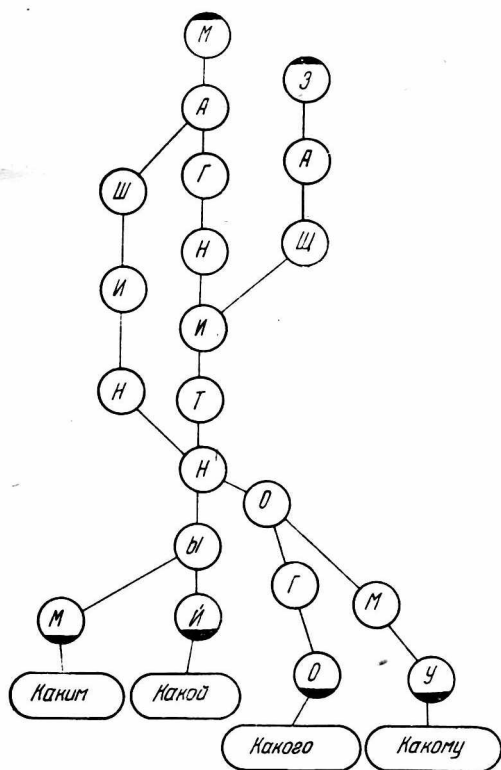 М
З
А
А
Ш Г
Н Щ
И
И
Н Т
Н
О
Ы
Г М
М Й
О У
Каким Какой
Какого Какому